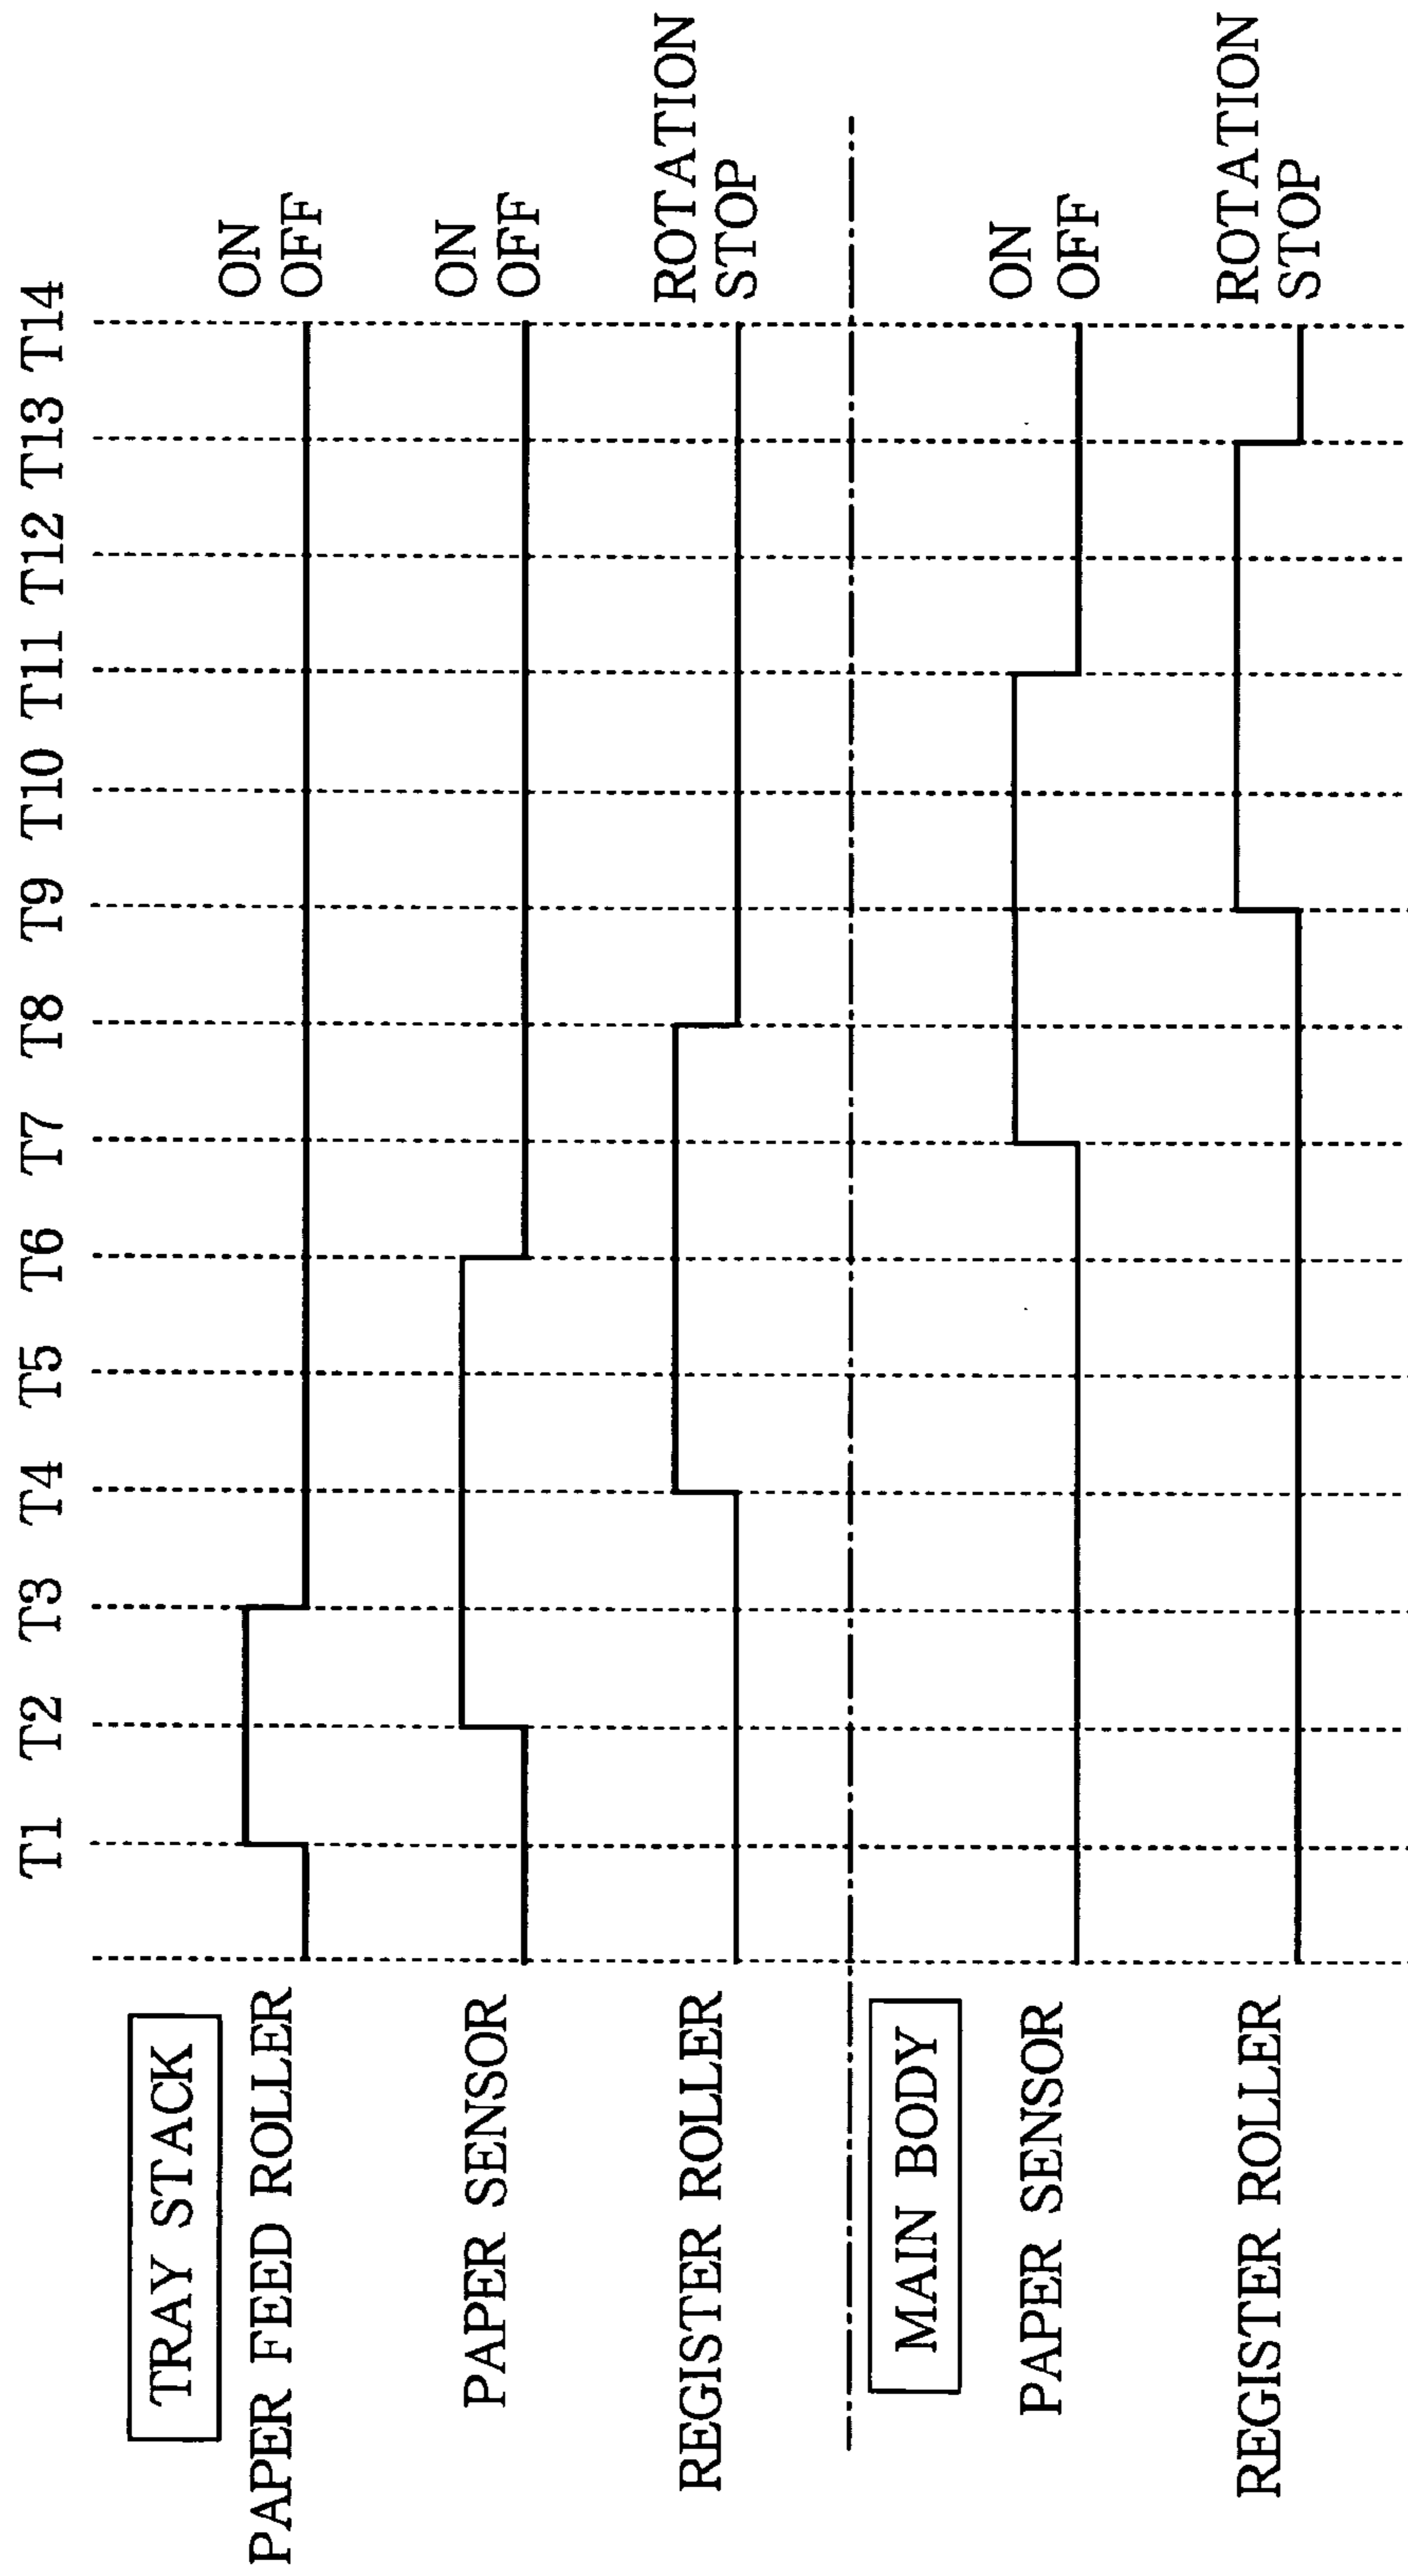 T1 T2 T3 T4 T5 T6 T7 T8 T9 T10 T11 T12 T13 T14
TRAY STACK
PAPER FEED ROLLER
ON
OFF
PAPER SENSOR
ON
OFF
REGISTER ROLLER
ROTATION
STOP
MAIN BODY
PAPER SENSOR
ON
OFF
REGISTER ROLLER
ROTATION
STOP